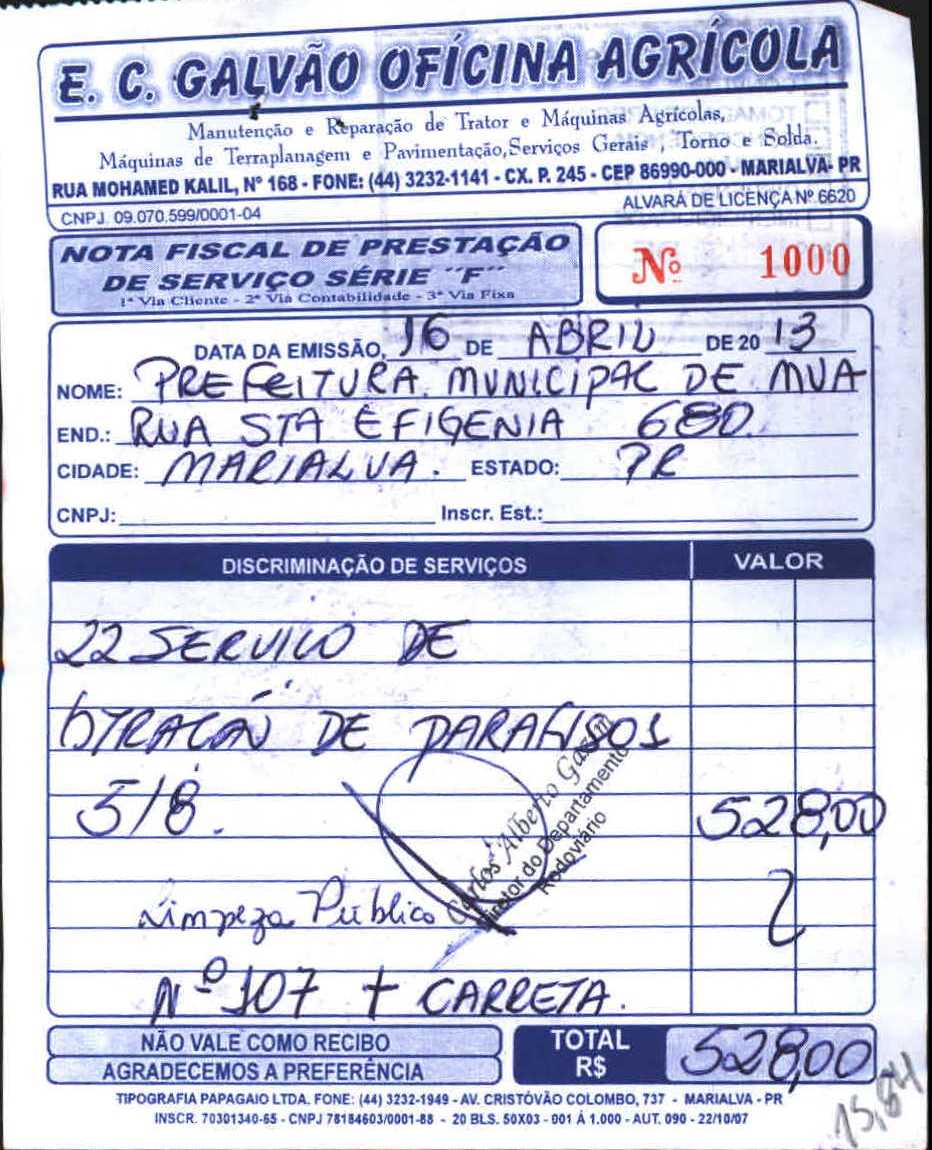 E. C. GALVÃO OFÍCINA AGRÍCOLA
Manutenção e Reparação de Trator e Máquinas Agrícolas,
Máquinas de Terraplanagem e Pavimentação, Serviços Gerais , Torno e Solda.
RUA MOHAMED KALIL, Nº 168 - FONE: (44) 3232-1141 - CX. P. 245 - CEP 86990-000 - MARIALVA- PR
CNPJ. 09.070.599/0001-04 ALVARÁ DE LICENÇA Nº 6620
NOTA FISCAL DE PRESTAÇÃO
DE SERVIÇO SÉRIE "F"
1ª Via Cliente - 2ª Via Contabilidade - 3ª Via Fixa
Nº 1000
DATA DA EMISSÃO, 16 DE ABRIL DE 20 13
NOME: PREFEITURA MUNICIPAL DE MVA
END.: RUA STA EFIGENIA 680
CIDADE: MARIALVA. ESTADO: PR
CNPJ: Inscr. Est.:
DISCRIMINAÇÃO DE SERVIÇOS VALOR
22 SERVICO DE
DE PARAFUSOS
5/8. 528,00
Carlos Alberto
Diretor do Departamento
Rodoviário
Limpeza Público
Nº 107 + CARRETA.
NÃO VALE COMO RECIBO
AGRADECEMOS A PREFERÊNCIA
TOTAL
R$ 528,00
15,84
TIPOGRAFIA PAPAGAIO LTDA. FONE: (44) 3232-1949 - AV. CRISTÓVÃO COLOMBO, 737 - MARIALVA - PR
INSCR. 70301340-65 - CNPJ 78184603/0001-88 - 20 BLS. 50X03 - 001 Á 1.000 - AUT. 090 - 22/10/07